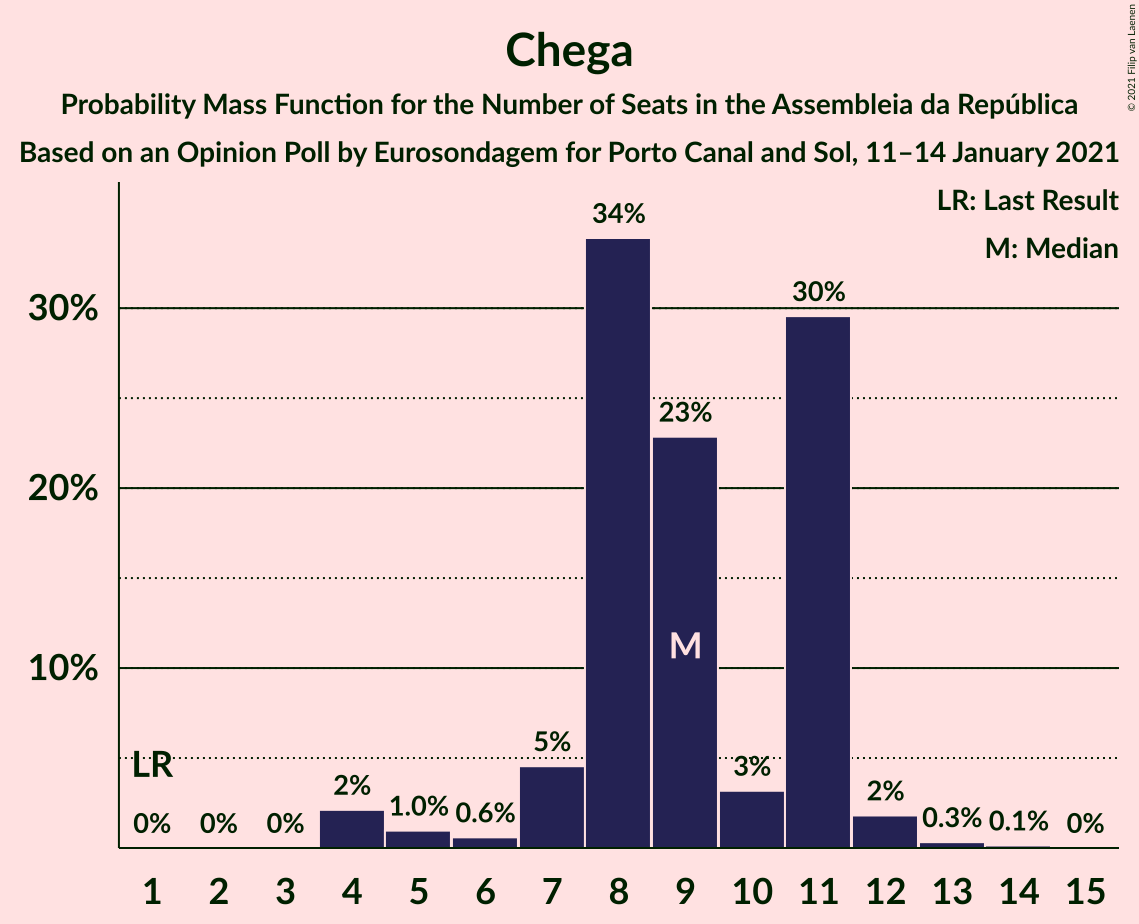 Chega
Probability Mass Function for the Number of Seats in the Assembleia da República
Based on an Opinion Poll by Eurosondagem for Porto Canal and Sol, 11–14 January 2021
© 2021 Filip van Laenen
LR: Last Result
M: Median
30%
20%
10%
LR
0%
0%
0%
2%
1.0%
0.6%
5%
34%
23%
M
3%
30%
2%
0.3%
0.1%
0%
1 2 3 4 5 6 7 8 9 10 11 12 13 14 15